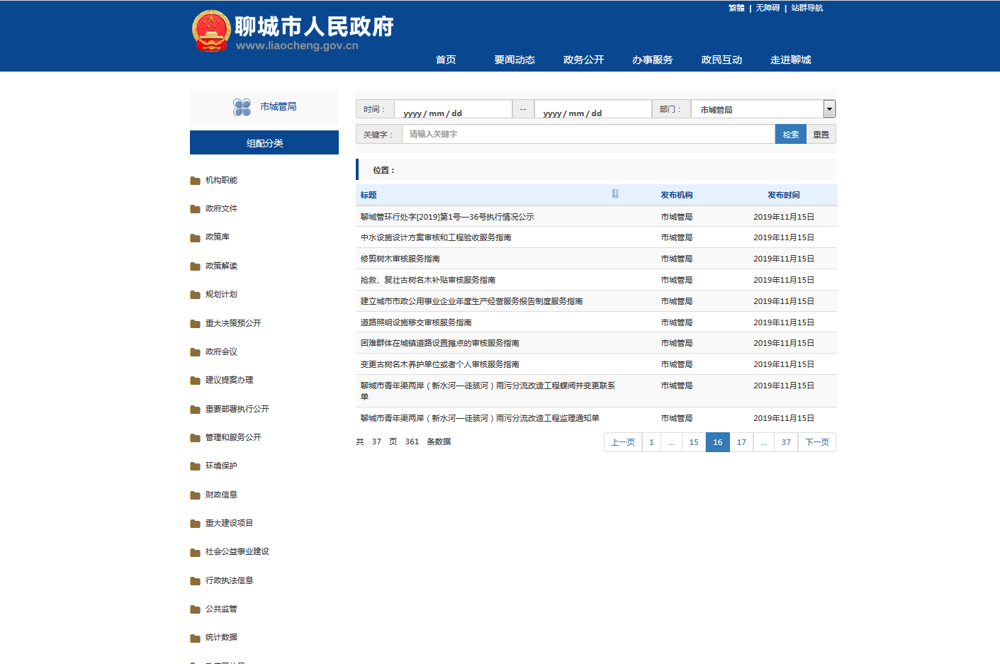 繁體 | 无障碍 | 站群导航
聊城市人民政府
www.liaocheng.gov.cn
首页 要闻动态 政务公开 办事服务 政民互动 走进聊城
市城管局
组配分类
机构职能
政府文件
政策库
政策解读
规划计划
重大决策预公开
政府会议
建议提案办理
重要部署执行公开
管理和服务公开
环境保护
财政信息
重大建设项目
社会公益事业建设
行政执法信息
公共监管
统计数据
时间： yyyy / mm / dd -- yyyy / mm / dd 部门： 市城管局
关键字： 请输入关键字 检索 重置
位置：
标题 发布机构 发布时间
聊城管环行处字[2019]第1号—36号执行情况公示 市城管局 2019年11月15日
中水设施设计方案审核和工程验收服务指南 市城管局 2019年11月15日
修剪树木审核服务指南 市城管局 2019年11月15日
抢救、复壮古树名木补贴审核服务指南 市城管局 2019年11月15日
建立城市市政公用事业企业年度生产经营服务报告制度服务指南 市城管局 2019年11月15日
道路照明设施移交审核服务指南 市城管局 2019年11月15日
困难群体在城镇道路设置摊点的审核服务指南 市城管局 2019年11月15日
变更古树名木养护单位或者个人审核服务指南 市城管局 2019年11月15日
聊城市青年渠两岸（新水河—徒骇河）雨污分流改造工程蝶阀井变更联系 市城管局 2019年11月15日
单
聊城市青年渠两岸（新水河—徒骇河）雨污分流改造工程监理通知单 市城管局 2019年11月15日
共 37 页 361 条数据 上一页 1 ... 15 16 17 ... 37 下一页